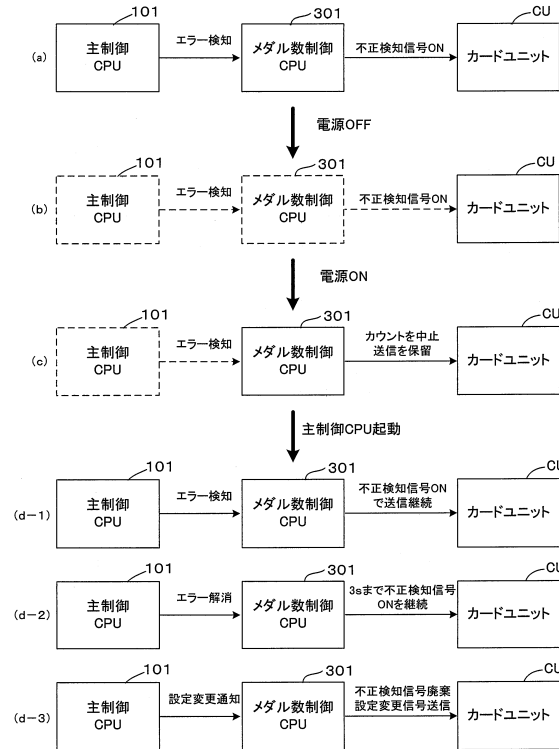 101
301
CU
(a)
主制御
CPU
エラー検知
メダル数制御
CPU
不正検知信号ON
カードユニット
電源OFF
101
301
CU
(b)
主制御
CPU
エラー検知
メダル数制御
CPU
不正検知信号ON
カードユニット
電源ON
101
301
CU
(c)
主制御
CPU
エラー検知
メダル数制御
CPU
カウントを中止
送信を保留
カードユニット
主制御CPU起動
101
301
CU
(d-1)
主制御
CPU
エラー検知
メダル数制御
CPU
不正検知信号ON
で送信継続
カードユニット
101
301
CU
(d-2)
主制御
CPU
エラー解消
メダル数制御
CPU
3sまで不正検知信号
ONを継続
カードユニット
101
301
CU
(d-3)
主制御
CPU
設定変更通知
メダル数制御
CPU
不正検知信号廃棄
設定変更信号送信
カードユニット